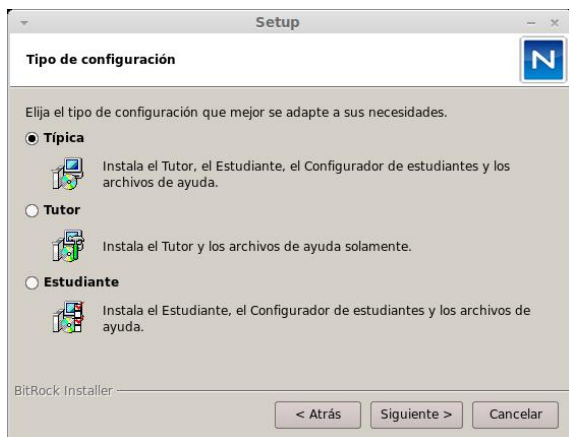 Setup
Tipo de configuración
N
Elija el tipo de configuración que mejor se adapte a sus necesidades.
Típica
Instala el Tutor, el Estudiante, el Configurador de estudiantes y los
archivos de ayuda.
Tutor
Instala el Tutor y los archivos de ayuda solamente.
Estudiante
Instala el Estudiante, el Configurador de estudiantes y los archivos de
ayuda.
BitRock Installer
< Atrás Siguiente > Cancelar